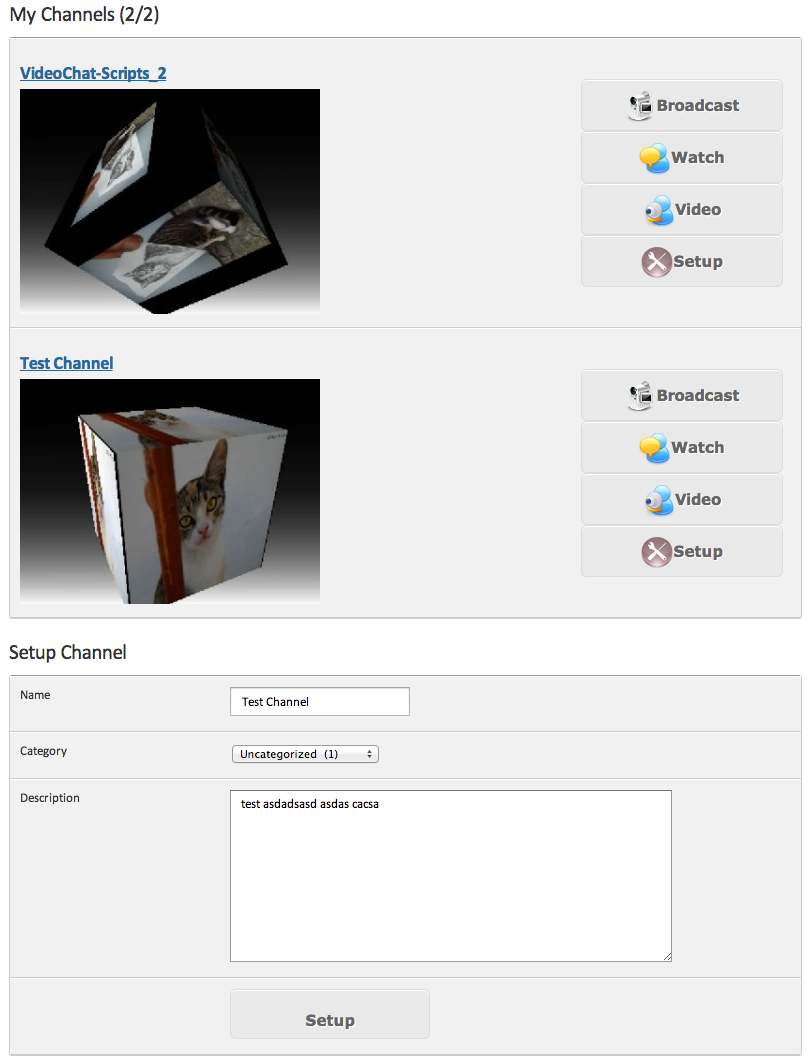 My Channels (2/2)
VideoChat-Scripts_2
Broadcast
Watch
Video
Setup
Test Channel
Broadcast
Watch
Video
Setup
Setup Channel
Name
Test Channel
Category
Uncategorized (1)
Description
test asdadsasd asdas cacsa
Setup